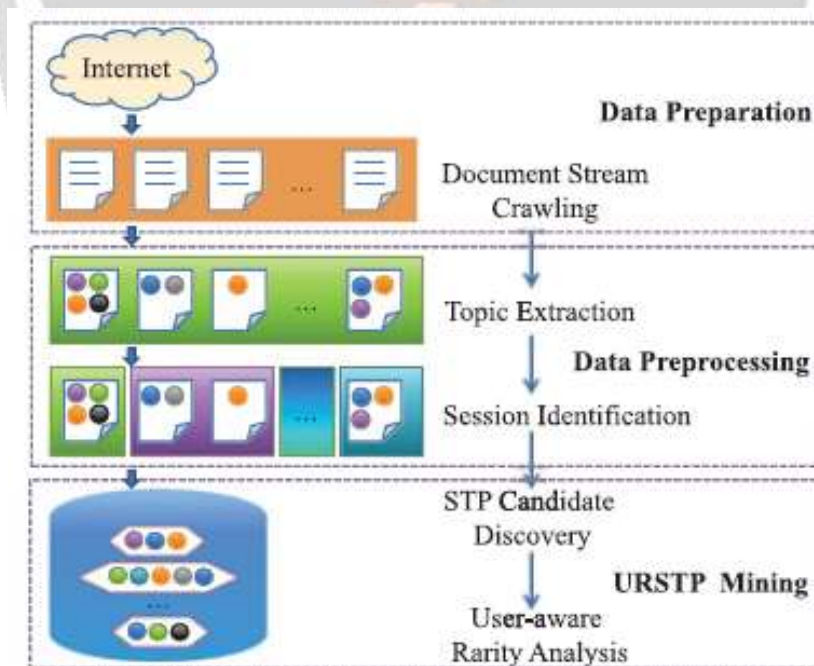 Internet
Data Preparation
...
Document Stream
Crawling
...
Topic Extraction
Data Preprocessing
...
Session Identification
STP Candidate
Discovery
URSTP Mining
...
User-aware
Rarity Analysis